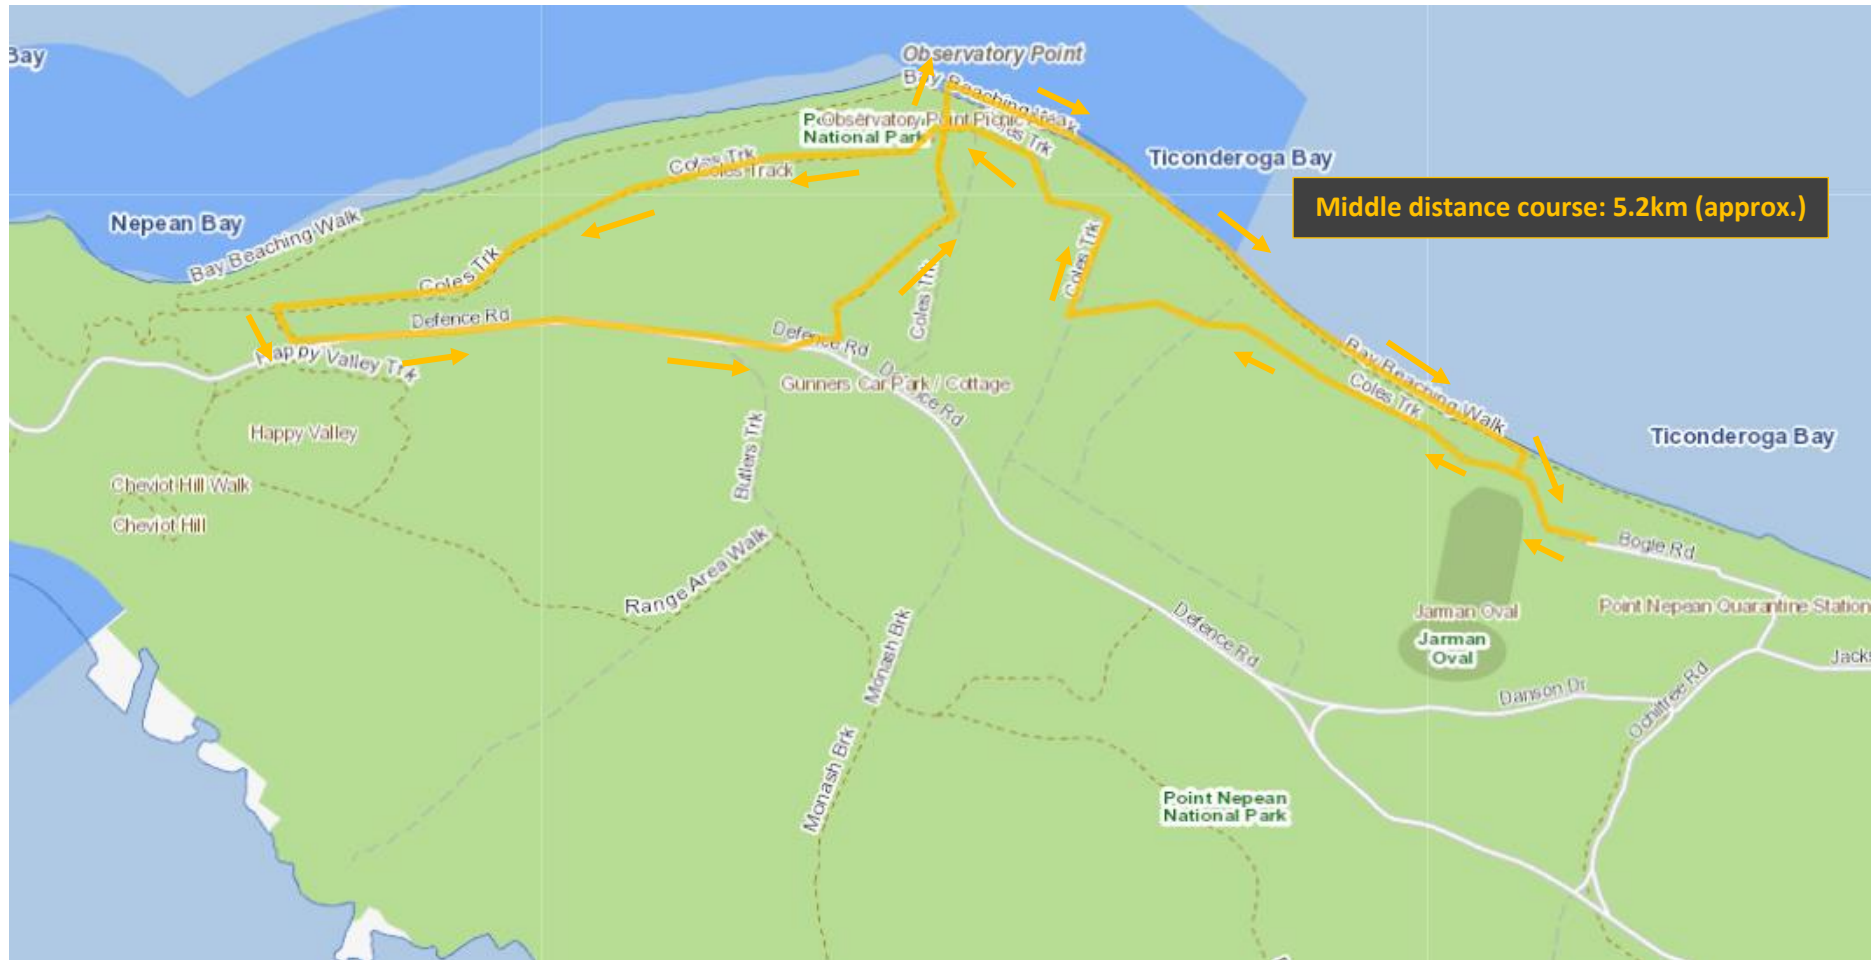 Bay
Observatory Point
Bay Beaching Walk
Observatory Point Picnic Area
National Park
Coles Trk
Coles Trk
Coles Track
Ticonderoga Bay
Middle distance course: 5.2km (approx.)
Nepean Bay
Bay Beaching Walk
Coles Trk
Coles Trk
Coles Trk
Defence Rd
Defence Rd
Defence Rd
Happy Valley Trk
Gunners Car Park / Cottage
Bay Beaching Walk
Coles Trk
Happy Valley
Butlers Trk
Ticonderoga Bay
Cheviot Hill Walk
Cheviot Hill
Range Area Walk
Bogle Rd
Monash Brk
Defence Rd
Jarman Oval
Point Nepean Quarantine Station
Jarman
Oval
Jacks
Danson Dr
Ochiltree Rd
Monash Brk
Point Nepean
National Park